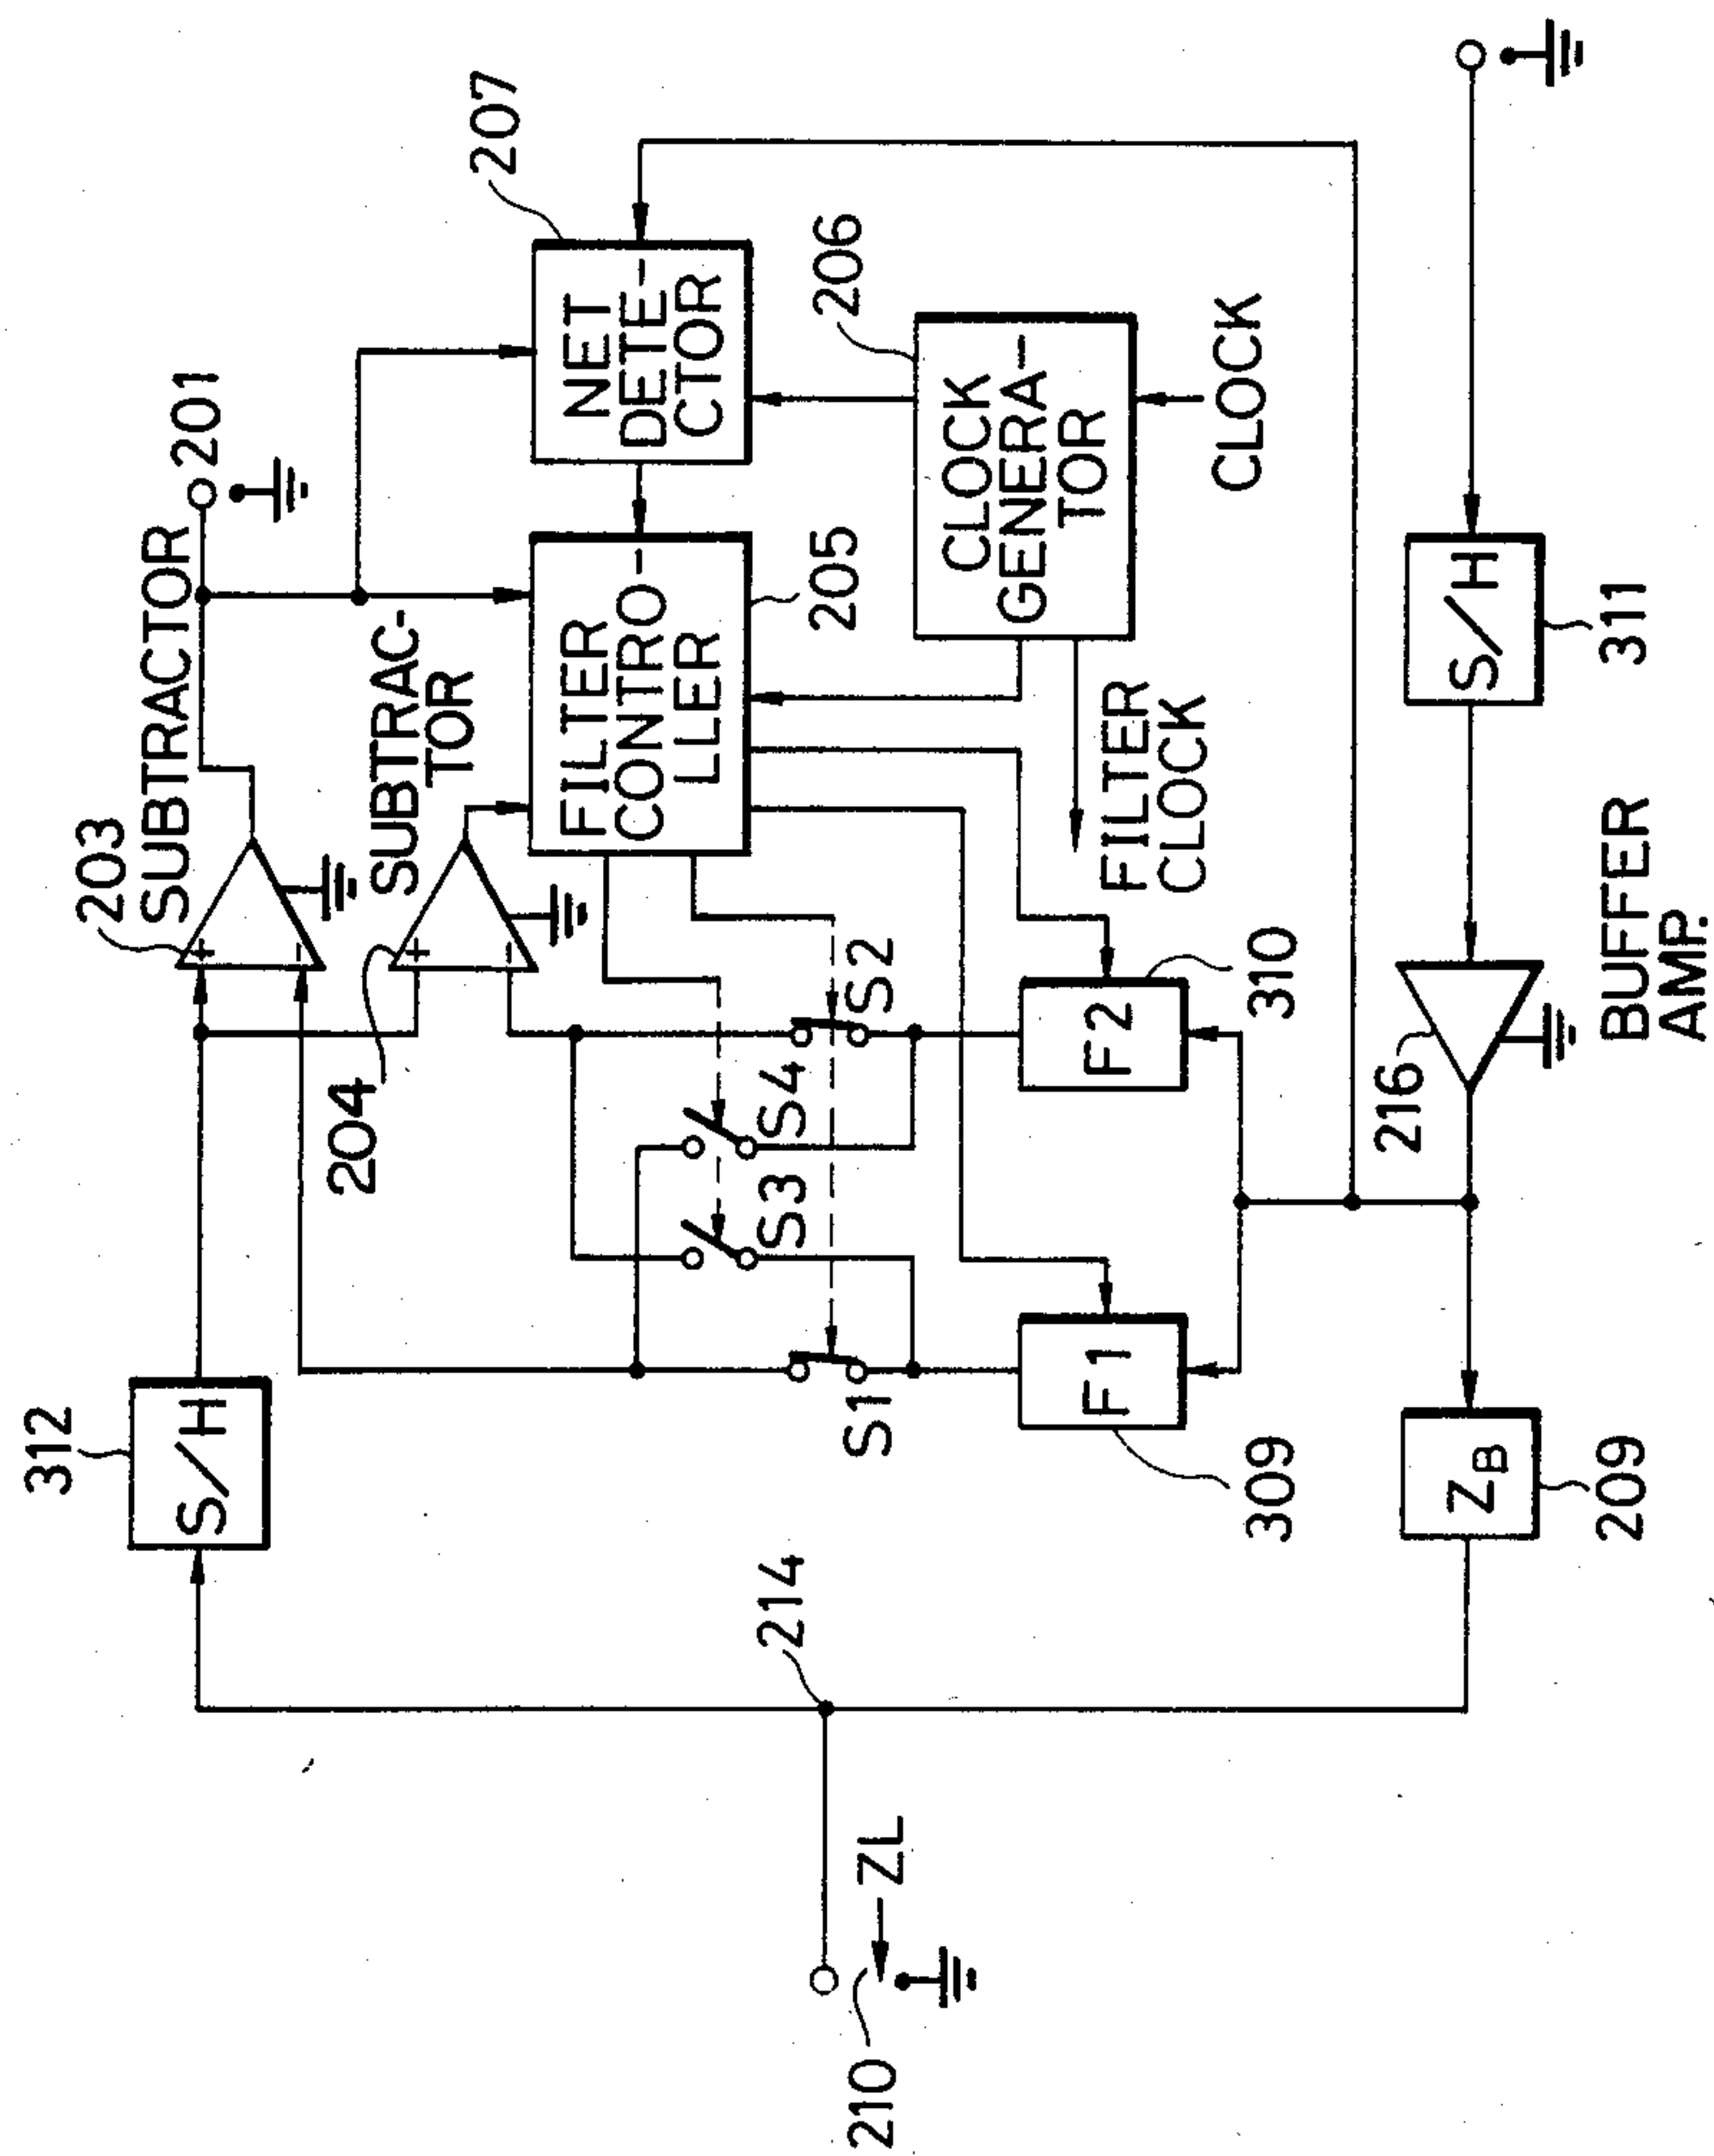 312
S/H
203
+
-
SUBTRACTOR
201
204
+
-
SUBTRAC-
TOR
207
NET
DETE-
CTOR
FILTER
CONTRO-
LLER
205
206
CLOCK
GENERA-
TOR
CLOCK
FILTER
CLOCK
214
S1
S3
S4
S2
210
ZL
F1
309
F2
310
ZB
209
216
BUFFER
AMP.
S/H
311